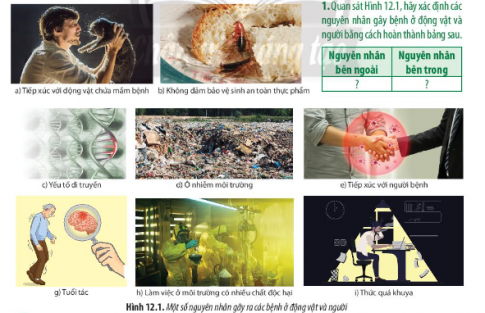 1. Quan sát Hình 12.1, hãy xác định các
nguyên nhân gây bệnh ở động vật và
người bằng cách hoàn thành bảng sau.
Nguyên nhân bên ngoài
Nguyên nhân bên trong
?
?
a) Tiếp xúc với động vật chứa mầm bệnh
b) Không đảm bảo vệ sinh an toàn thực phẩm
c) Yếu tố di truyền
d) Ô nhiễm môi trường
e) Tiếp xúc với người bệnh
g) Tuổi tác
h) Làm việc ở môi trường có nhiều chất độc hại
i) Thức quá khuya
Hình 12.1. Một số nguyên nhân gây ra các bệnh ở động vật và người